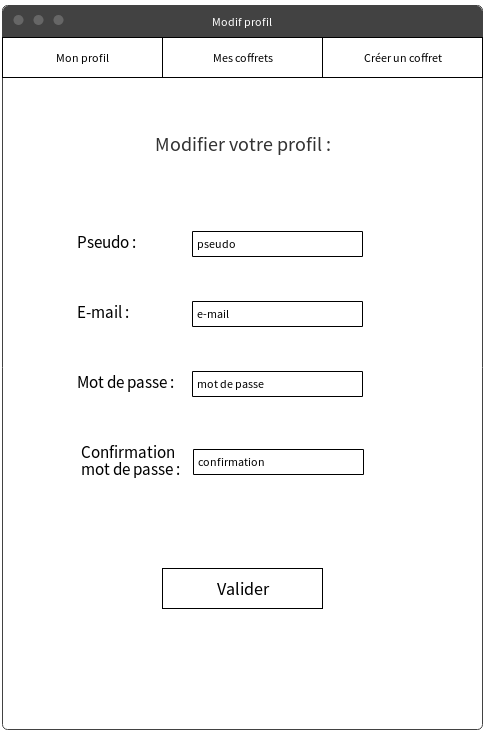 Modif profil
Mon profil
Mes coffrets
Créer un coffret
Modifier votre profil :
Pseudo :
pseudo
E-mail :
e-mail
Mot de passe :
mot de passe
Confirmation
mot de passe :
confirmation
Valider